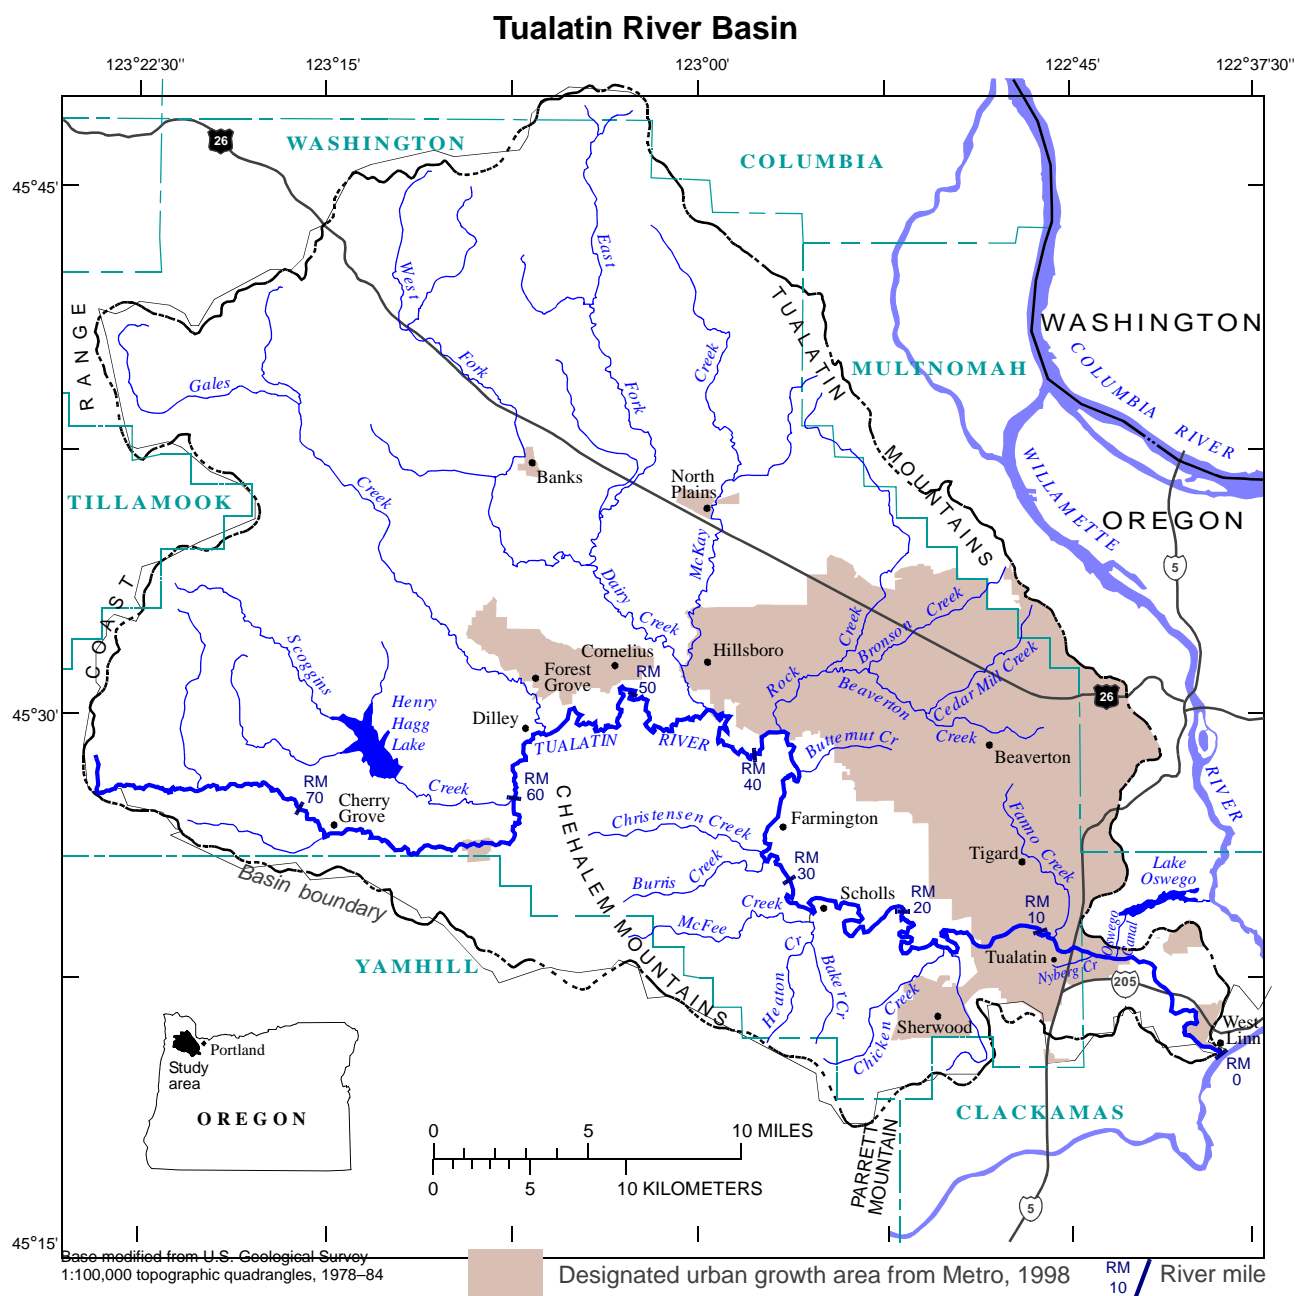 Tualatin River Basin
123°22'30"
123°15'
123°00'
122°45'
122°37'30"
26
WASHINGTON
COLUMBIA
45°45'
East
West
TUALATIN
RANGE
WASHINGTON
COLUMBIA
RIVER
Creek
Fork
MULTNOMAH
Gales
Fork
MOUNTAINS
WILLAMETTE
Banks
North
Plains
Creek
TILLAMOOK
OREGON
McKay
5
COAST
Dairy
Creek
Creek
Bronson Creek
Scoggins
Cornelius
Hillsboro
Forest
Grove
RM
50
Rock
Beaverton
Creek
Cedar Mill Creek
26
45°30'
Henry
Hagg
Lake
Dilley
TUALATIN
RIVER
Butternut Cr
Beaverton
RM
40
RIVER
RM
70
Cherry
Grove
Creek
RM
60
CHEHALEM MOUNTAINS
Christensen Creek
Farmington
Fanno Creek
Tigard
Lake
Oswego
Basin boundary
Burris Creek
RM
30
Scholls
RM
20
RM
10
McFee
Creek
Oswego
Canal
YAMHILL
Heaton
Cr
Baker Cr
Chicken Creek
Tualatin
Nyberg Cr
205
Sherwood
West
Linn
RM
0
Portland
Study
area
OREGON
CLACKAMAS
PARRETT
MOUNTAIN
0 5 10 MILES
0 5 10 KILOMETERS
5
45°15'
Base modified from U.S. Geological Survey
1:100,000 topographic quadrangles, 1978–84
Designated urban growth area from Metro, 1998
RM
10
River mile